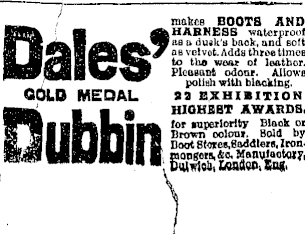 Dales'
GOLD MEDAL
Dubbin
makes BOOTS AND
HARNESS waterproof
as a duck's back, and soft
as velvet. Adds three times
to the wear of leather.
Pleasant odour. Allows
polish with blacking.
22 EXHIBITION
HIGHEST AWARDS,
for superiority Black or
Brown colour. Sold by
Boot Stores, Saddlers, Iron-
mongers, &c. Manufactory,
Dulwich, London, Eng.